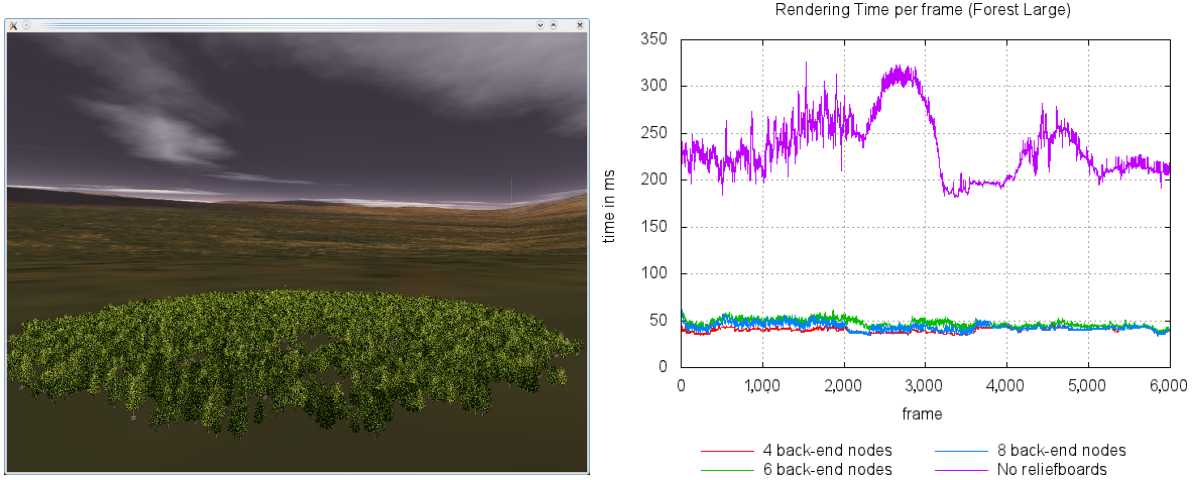 Rendering Time per frame (Forest Large)
350
300
250
200
150
100
50
0
time in ms
0 1,000 2,000 3,000 4,000 5,000 6,000
frame
4 back-end nodes
8 back-end nodes
6 back-end nodes
No reliefboards